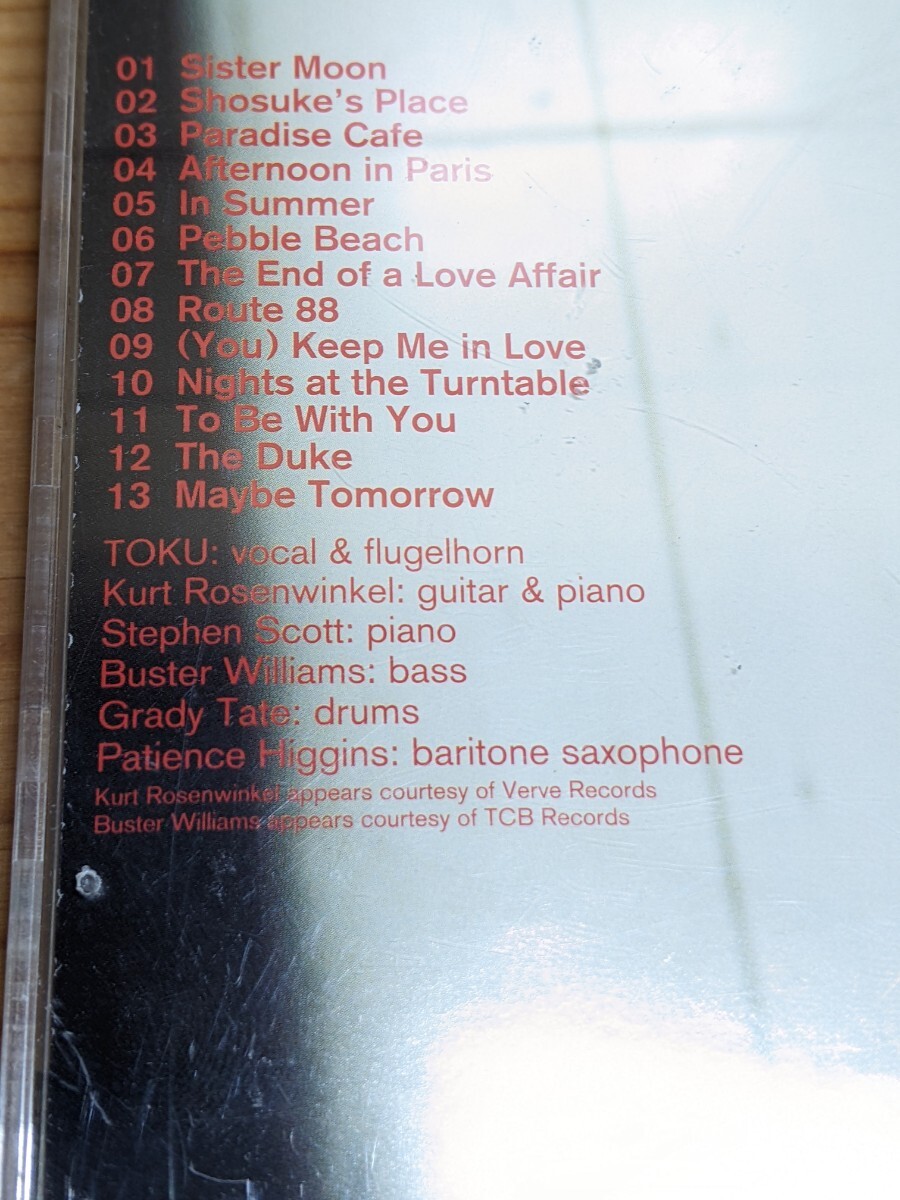 01 Sister Moon
02 Shosuke's Place
03 Paradise Cafe
04 Afternoon in Paris
05 In Summer
06 Pebble Beach
07 The End of a Love Affair
08 Route 88
09 (You) Keep Me in Love
10 Nights at the Turntable
11 To Be With You
12 The Duke
13 Maybe Tomorrow
TOKU: vocal & flugelhorn
Kurt Rosenwinkel: guitar & piano
Stephen Scott: piano
Buster Williams: bass
Grady Tate: drums
Patience Higgins: baritone saxophone
Kurt Rosenwinkel appears courtesy of Verve Records
Buster Williams appears courtesy of TCB Records